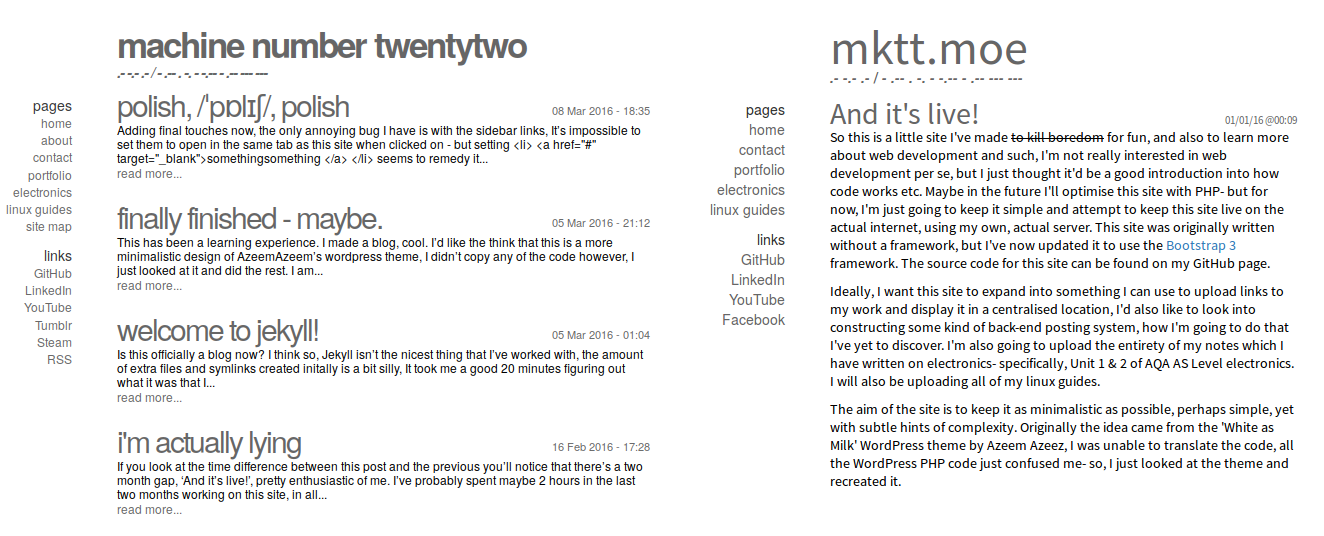 machine number twentytwo
.- -.- .- / - .-- . -. - -.-- - .-- --- ---
pages
home
about
contact
portfolio
electronics
linux guides
site map
links
GitHub
LinkedIn
YouTube
Tumblr
Steam
RSS
polish, /ˈpɒlɪʃ/, polish
08 Mar 2016 - 18:35
Adding final touches now, the only annoying bug I have is with the sidebar links, It's impossible to
set them to open in the same tab as this site when clicked on - but setting <li> <a href="#"
target="_blank">somethingsomething </a> </li> seems to remedy it...
read more...
finally finished - maybe.
05 Mar 2016 - 21:12
This has been a learning experience. I made a blog, cool. I'd like the think that this is a more
minimalistic design of AzeemAzeem's wordpress theme, I didn't copy any of the code however, I
just looked at it and did the rest. I am...
read more...
welcome to jekyll!
05 Mar 2016 - 01:04
Is this officially a blog now? I think so, Jekyll isn't the nicest thing that I've worked with, the amount
of extra files and symlinks created initally is a bit silly, It took me a good 20 minutes figuring out
what it was that I...
read more...
i'm actually lying
16 Feb 2016 - 17:28
If you look at the time difference between this post and the previous you'll notice that there's a two
month gap, 'And it's live!', pretty enthusiastic of me. I've probably spent maybe 2 hours in the last
two months working on this site, in all...
read more...
mktt.moe
.- -.- .- / - .-- . -. - -.-- - .-- --- ---
pages
home
contact
portfolio
electronics
linux guides
links
GitHub
LinkedIn
YouTube
Facebook
And it's live!
01/01/16 @00:09
So this is a little site I've made to kill boredom for fun, and also to learn more
about web development and such, I'm not really interested in web
development per se, but I just thought it'd be a good introduction into how
code works etc. Maybe in the future I'll optimise this site with PHP- but for
now, I'm just going to keep it simple and attempt to keep this site live on the
actual internet, using my own, actual server. This site was originally written
without a framework, but I've now updated it to use the Bootstrap 3
framework. The source code for this site can be found on my GitHub page.
Ideally, I want this site to expand into something I can use to upload links to
my work and display it in a centralised location, I'd also like to look into
constructing some kind of back-end posting system, how I'm going to do that
I've yet to discover. I'm also going to upload the entirety of my notes which I
have written on electronics- specifically, Unit 1 & 2 of AQA AS Level electronics.
I will also be uploading all of my linux guides.
The aim of the site is to keep it as minimalistic as possible, perhaps simple, yet
with subtle hints of complexity. Originally the idea came from the 'White as
Milk' WordPress theme by Azeem Azeez, I was unable to translate the code, all
the WordPress PHP code just confused me- so, I just looked at the theme and
recreated it.